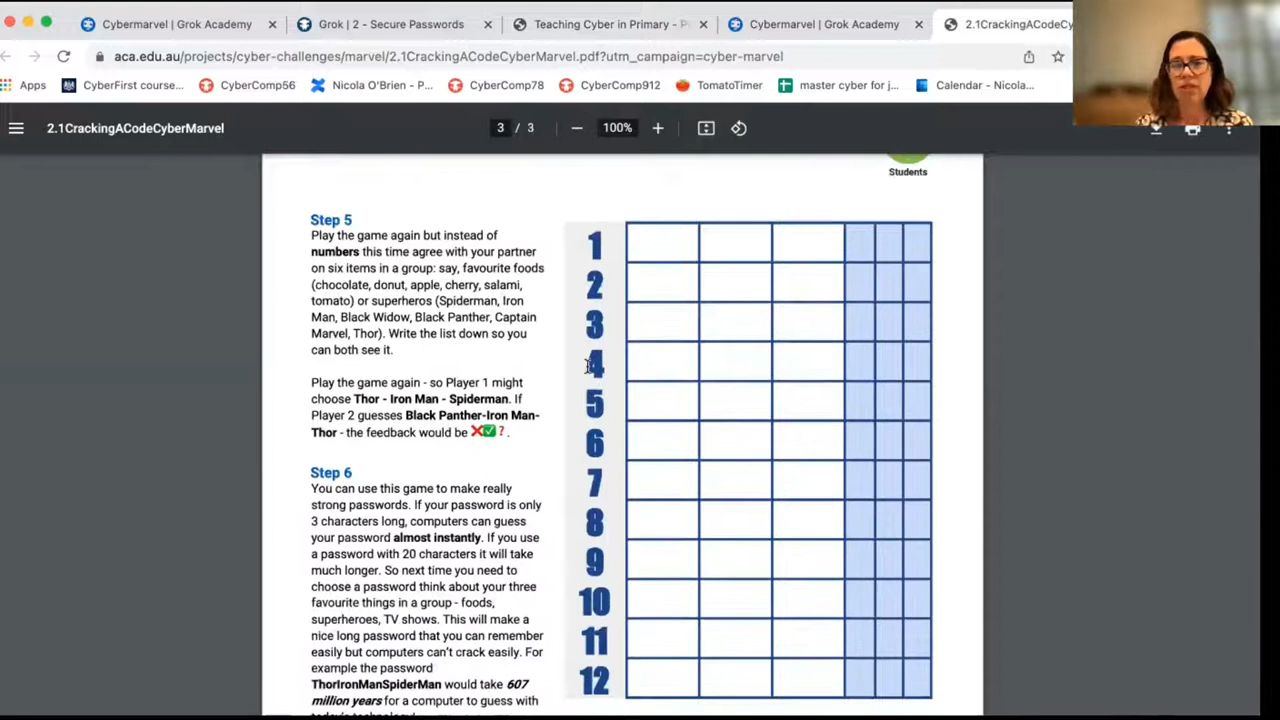 Cybermarvel | Grok Academy
Grok | 2 - Secure Passwords
Teaching Cyber in Primary - P
Cybermarvel | Grok Academy
2.1CrackingACodeCyberMarvel
aca.edu.au/projects/cyber-challenges/marvel/2.1CrackingACodeCyberMarvel.pdf?utm_campaign=cyber-marvel
Apps
CyberFirst course...
CyberComp56
Nicola O'Brien - P...
CyberComp78
CyberComp912
TomatoTimer
master cyber for j...
Calendar - Nicola...
2.1CrackingACodeCyberMarvel
3 / 3
100%
Students
Step 5
Play the game again but instead of
numbers this time agree with your partner
on six items in a group: say, favourite foods
(chocolate, donut, apple, cherry, salami,
tomato) or superheros (Spiderman, Iron
Man, Black Widow, Black Panther, Captain
Marvel, Thor). Write the list down so you
can both see it.
Play the game again - so Player 1 might
choose Thor - Iron Man - Spiderman. If
Player 2 guesses Black Panther-Iron Man-
Thor - the feedback would be ❌✅?.
Step 6
You can use this game to make really
strong passwords. If your password is only
3 characters long, computers can guess
your password almost instantly. If you use
a password with 20 characters it will take
much longer. So next time you need to
choose a password think about your three
favourite things in a group - foods,
superheroes, TV shows. This will make a
nice long password that you can remember
easily but computers can't crack easily. For
example the password
ThorIronManSpiderMan would take 607
million years for a computer to guess with
1
2
3
4
5
6
7
8
9
10
11
12